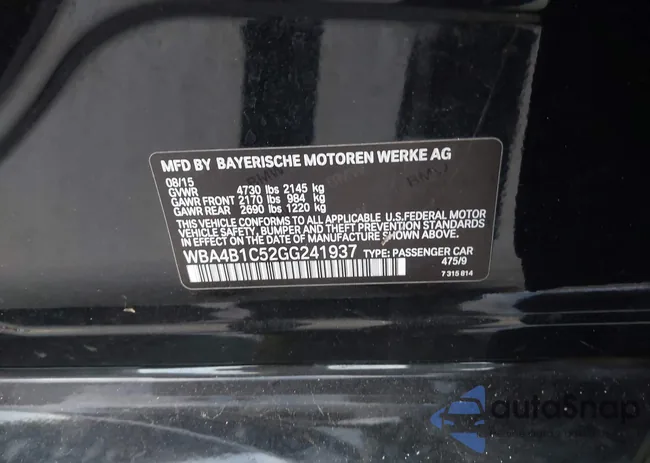 MFD BY BAYERISCHE MOTOREN WERKE AG
08/15
GVWR 4730 lbs 2145 kg
GAWR FRONT 2170 lbs 984 kg
GAWR REAR 2690 lbs 1220 kg
THIS VEHICLE CONFORMS TO ALL APPLICABLE U.S.FEDERAL MOTOR
VEHICLE SAFETY, BUMPER AND THEFT PREVENTION STANDARDS
IN EFFECT ON THE DATE OF MANUFACTURE SHOWN ABOVE.
WBA4B1C52GG241937 TYPE: PASSENGER CAR
475/9
7 315 814
autoSnap